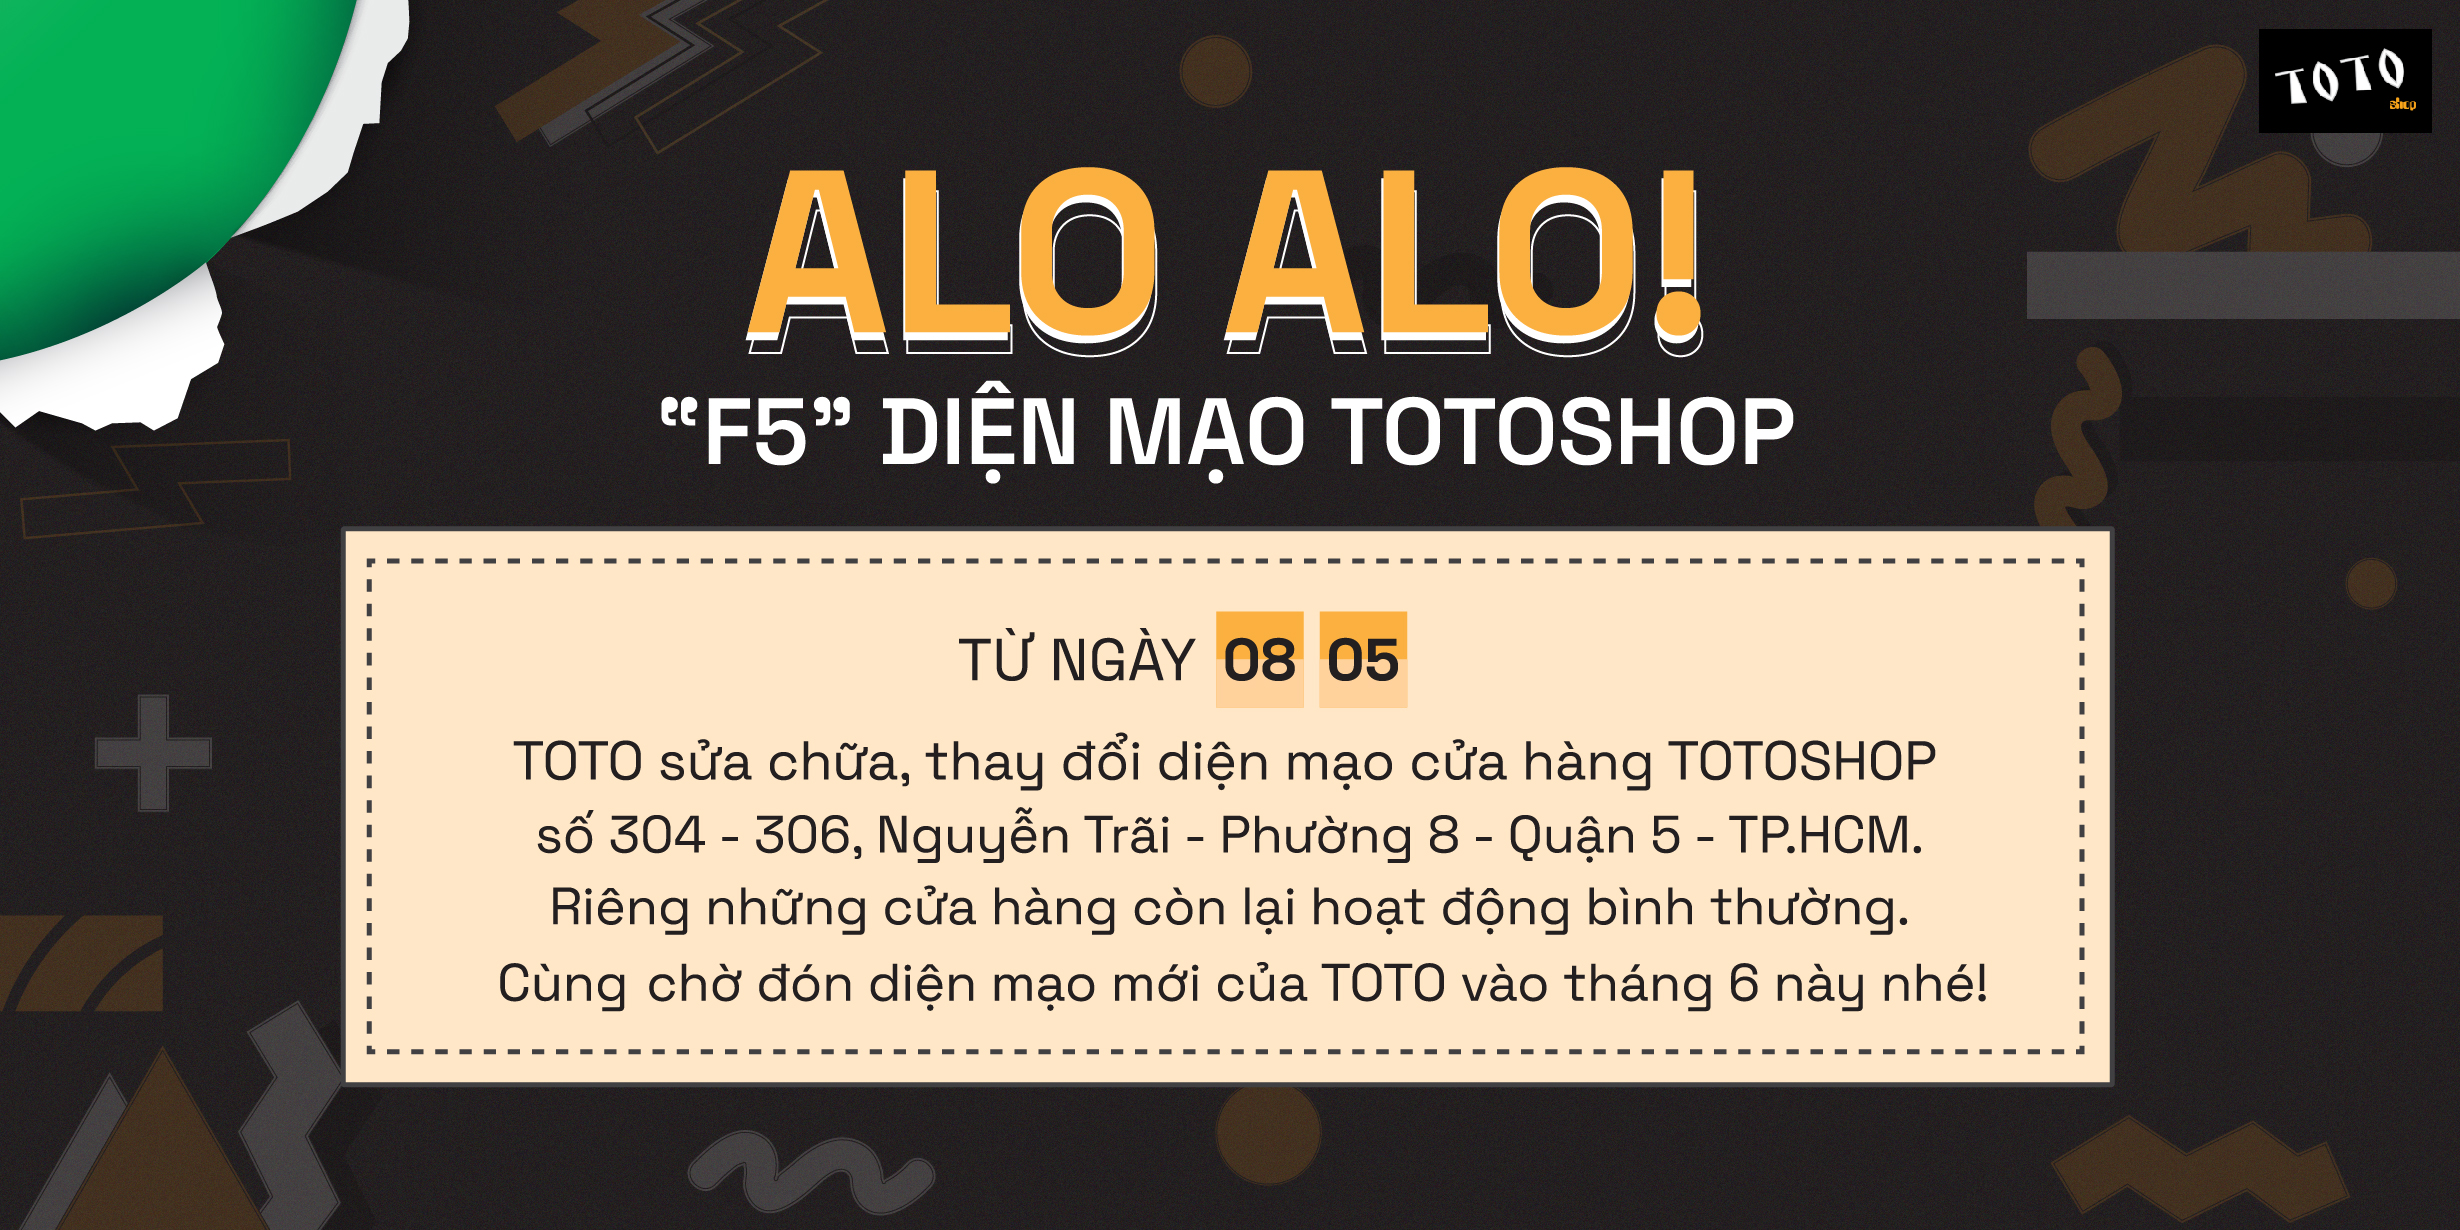 TOTO
shop
ALO ALO!
“F5” DIỆN MẠO TOTOSHOP
TỪ NGÀY 08 05
TOTO sửa chữa, thay đổi diện mạo cửa hàng TOTOSHOP
số 304 - 306, Nguyễn Trãi - Phường 8 - Quận 5 - TP.HCM.
Riêng những cửa hàng còn lại hoạt động bình thường.
Cùng chờ đón diện mạo mới của TOTO vào tháng 6 này nhé!